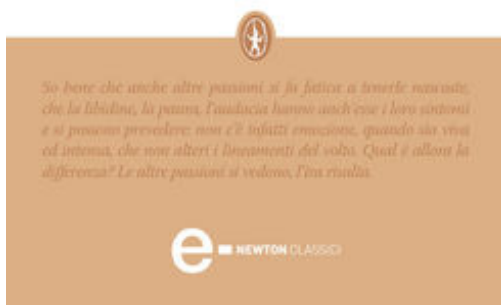 So bene che anche altre passioni si fa fatica a tenerle nascoste,
che la libidine, la paura, l'audacia hanno anch'esse i loro sintomi
e si possono prevedere: non c'è infatti emozione, quando sia viva
ed intensa, che non alteri i lineamenti del volto. Qual è allora la
differenza? Le altre passioni si vedono, l'ira risalta.
e NEWTON CLASSICI